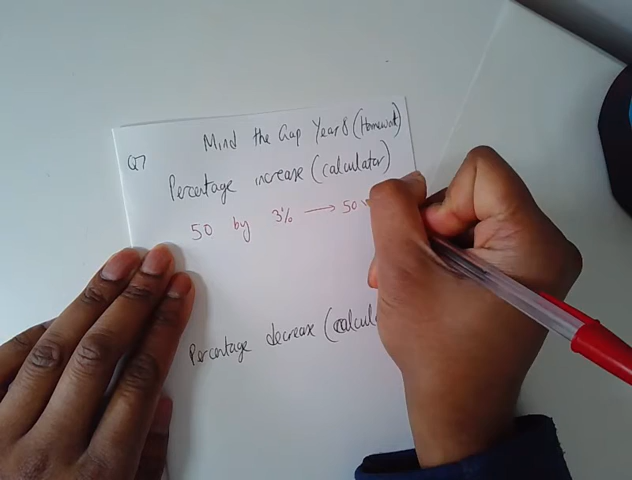 Mind the Gap Year 8 (Homework)
Q7
Percentage increase (calculator)
50 by 3% → 50
Percentage decrease (calcul